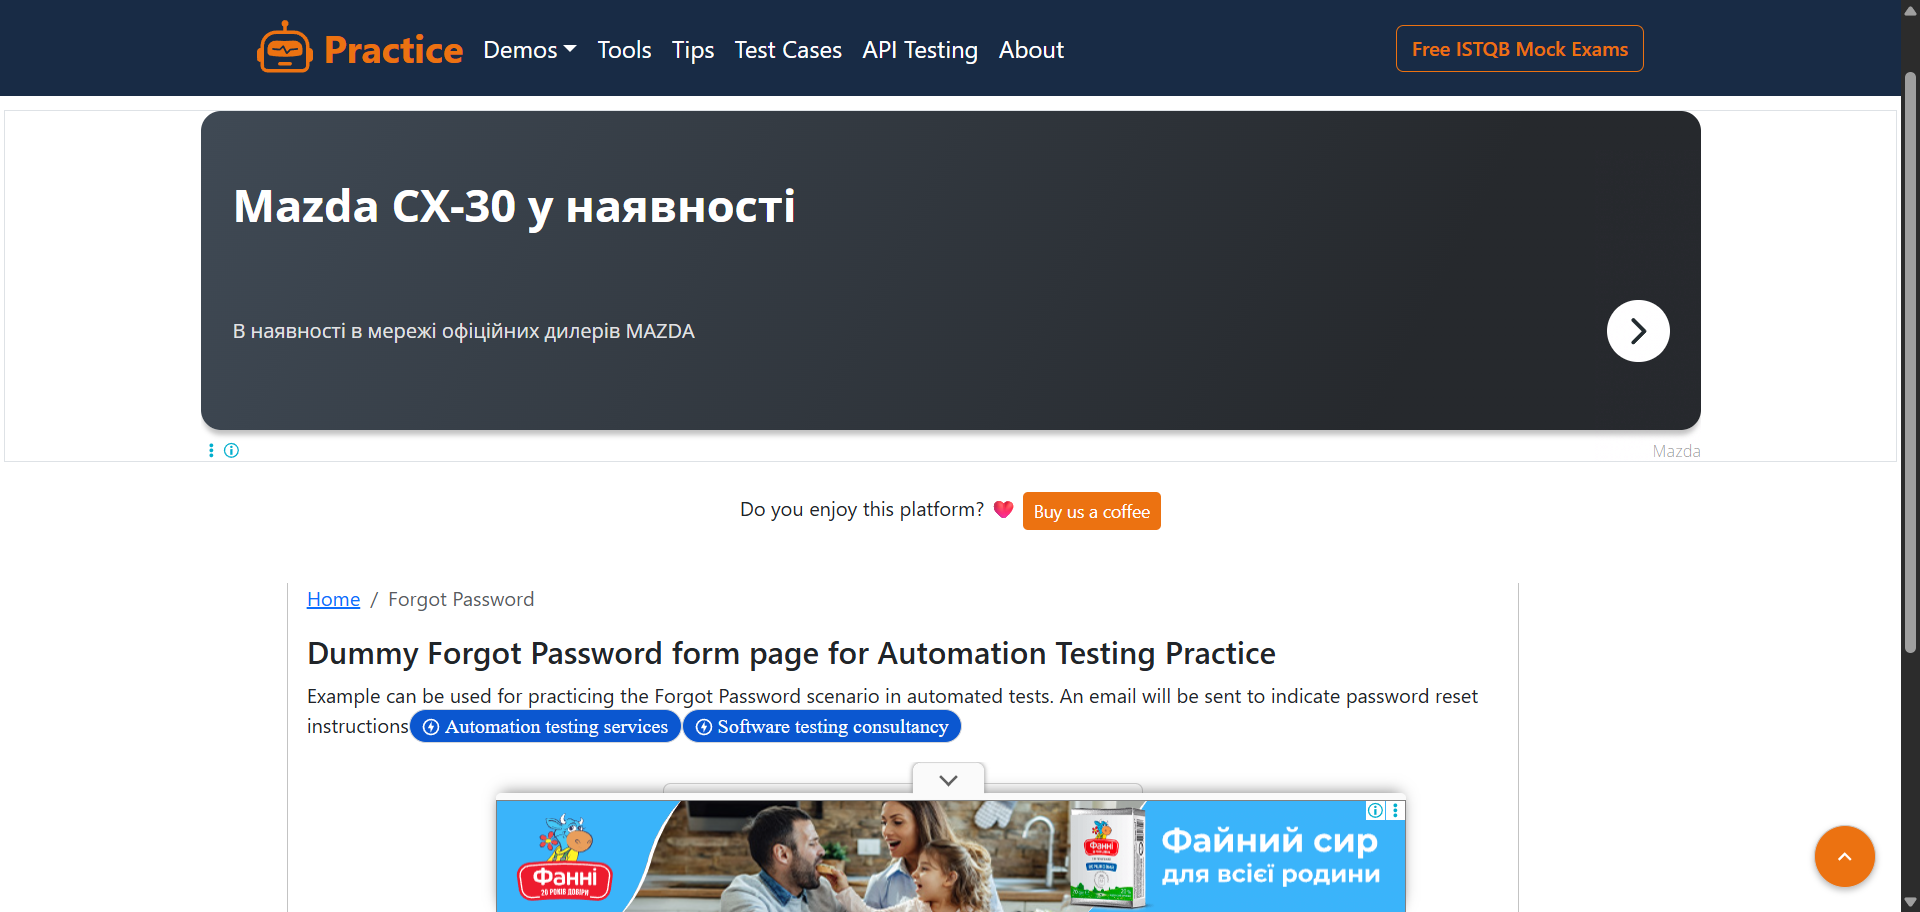 Practice Demos Tools Tips Test Cases API Testing About Free ISTQB Mock Exams
Mazda CX-30 у наявності
В наявності в мережі офіційних дилерів MAZDA
Mazda
Do you enjoy this platform? Buy us a coffee
Home / Forgot Password
Dummy Forgot Password form page for Automation Testing Practice
Example can be used for practicing the Forgot Password scenario in automated tests. An email will be sent to indicate password reset
instructions Automation testing services Software testing consultancy
Фанні
20 РОКІВ ДОВІРИ
Фанні
Файний сир
для всієї родини